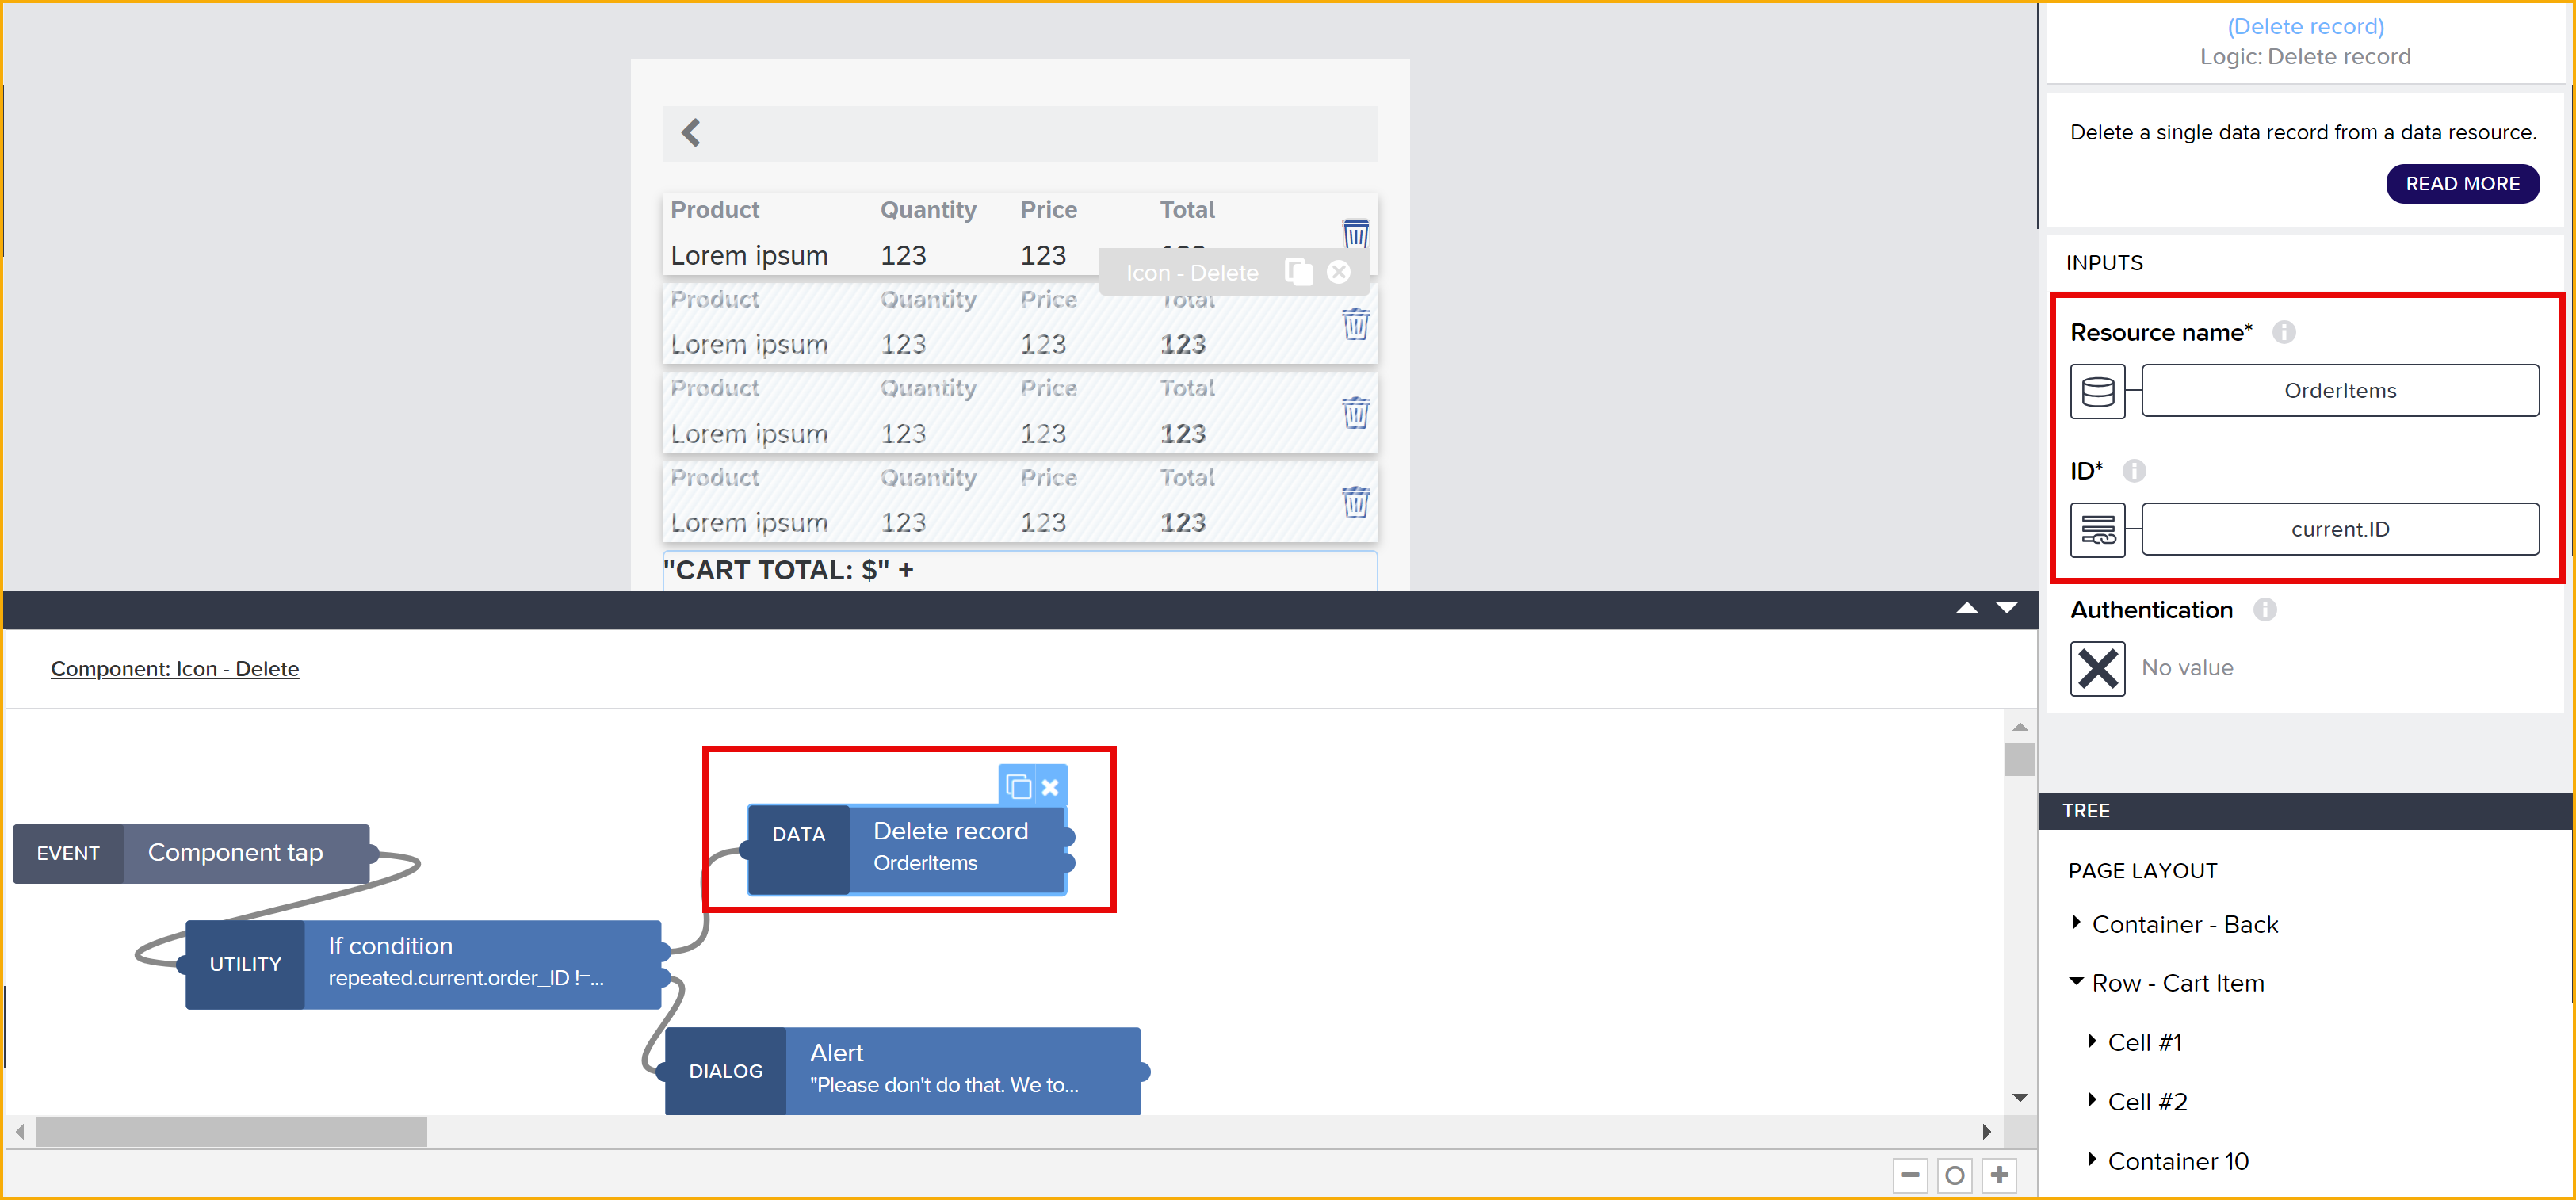 Product Quantity Price Total
Lorem ipsum 123 123
Icon - Delete
Product Quantity Price Total
Lorem ipsum 123 123 123
Product Quantity Price Total
Lorem ipsum 123 123 123
Product Quantity Price Total
Lorem ipsum 123 123 123
"CART TOTAL: $" +
Component: Icon - Delete
EVENT Component tap
DATA Delete record
OrderItems
UTILITY If condition
repeated.current.order_ID !=...
DIALOG Alert
"Please don't do that. We to...
(Delete record)
Logic: Delete record
Delete a single data record from a data resource.
READ MORE
INPUTS
Resource name*
OrderItems
ID*
current.ID
Authentication
No value
TREE
PAGE LAYOUT
Container - Back
Row - Cart Item
Cell #1
Cell #2
Container 10